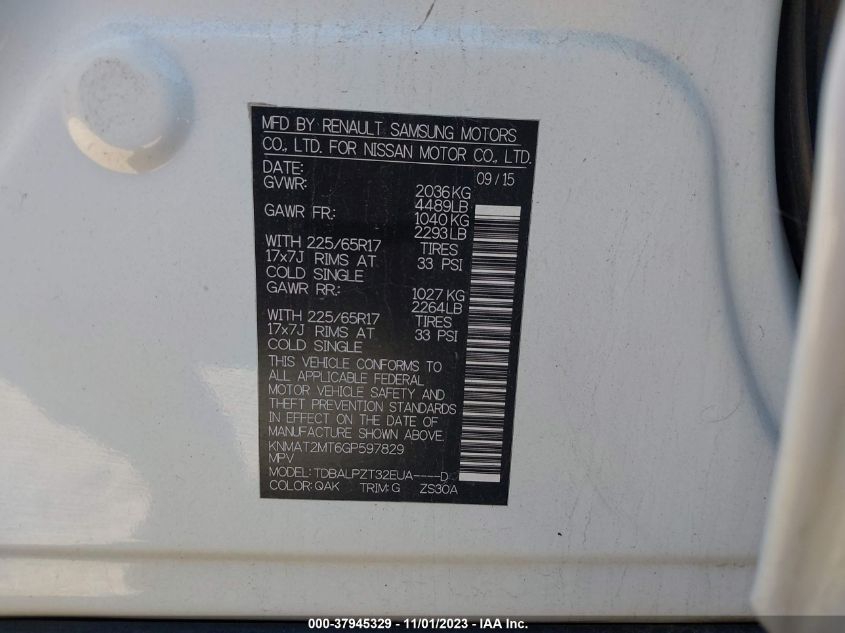 MFD BY RENAULT SAMSUNG MOTORS
CO., LTD. FOR NISSAN MOTOR CO., LTD.
DATE: 09/15
GVWR: 2036KG
4489LB
GAWR FR: 1040 KG
2293LB
WITH 225/65R17 TIRES
17x7J RIMS AT 33 PSI
COLD SINGLE
GAWR RR: 1027 KG
2264LB
WITH 225/65R17 TIRES
17x7J RIMS AT 33 PSI
COLD SINGLE
THIS VEHICLE CONFORMS TO
ALL APPLICABLE FEDERAL
MOTOR VEHICLE SAFETY AND
THEFT PREVENTION STANDARDS
IN EFFECT ON THE DATE OF
MANUFACTURE SHOWN ABOVE.
KNMAT2MT6GP597829
MPV
MODEL: TDBALPZT32EUA----D
COLOR: QAK TRIM: G ZS30A
000-37945329 - 11/01/2023 - IAA Inc.